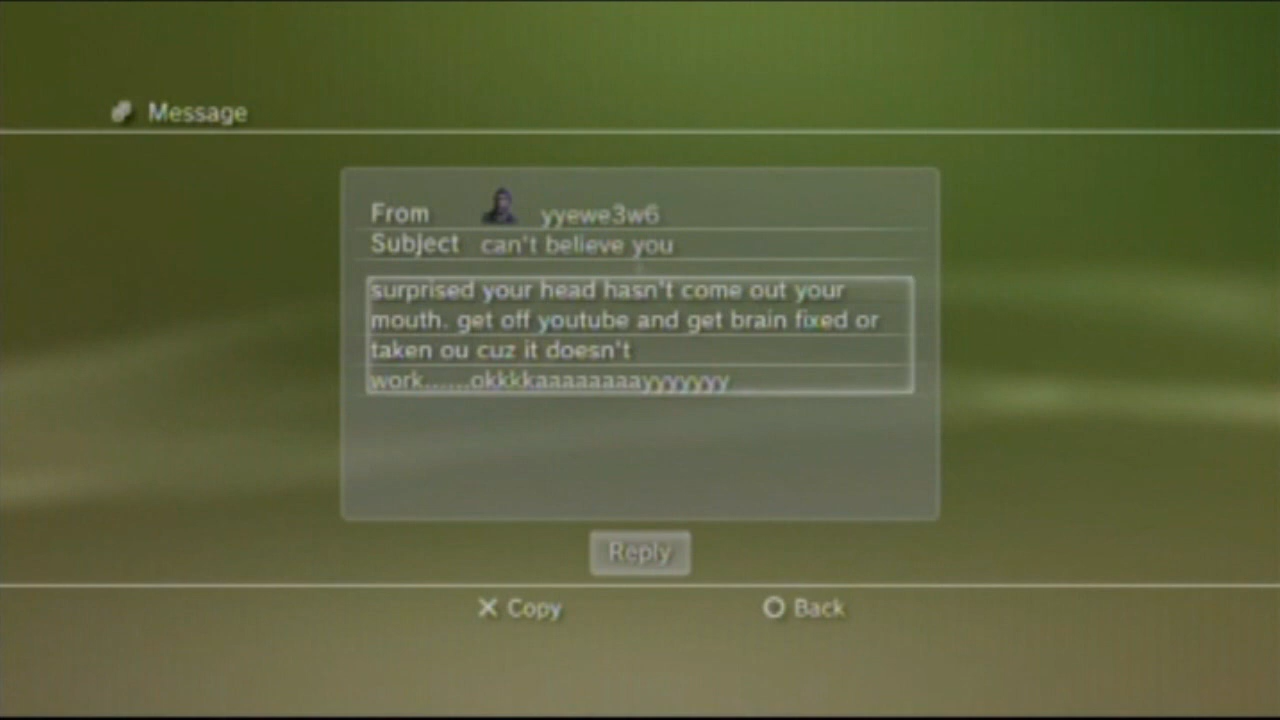 Message
From yyewe3w6
Subject can't believe you
surprised your head hasn't come out your
mouth. get off youtube and get brain fixed or
taken ou cuz it doesn't
work......okkkkaaaaaaaayyyyyyy
Reply
Copy Back